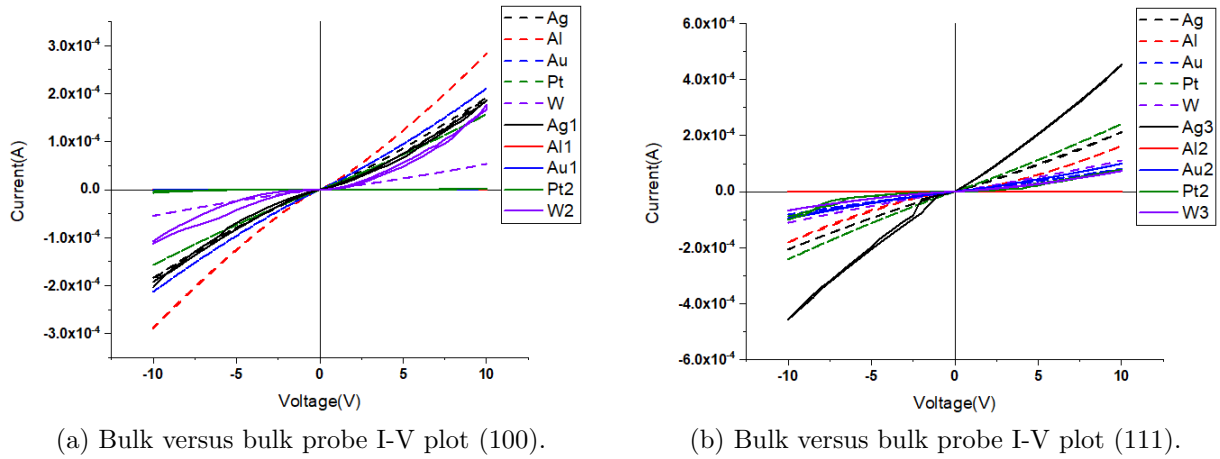 3.0x10-4
2.0x10-4
1.0x10-4
0.0
-1.0x10-4
-2.0x10-4
-3.0x10-4
Current(A)
-10 -5 0 5 10
Voltage(V)
Ag
Al
Au
Pt
W
Ag1
Al1
Au1
Pt2
W2
(a) Bulk versus bulk probe I-V plot (100).
6.0x10-4
4.0x10-4
2.0x10-4
0.0
-2.0x10-4
-4.0x10-4
-6.0x10-4
Current(A)
-10 -5 0 5 10
Voltage(V)
Ag
Al
Au
Pt
W
Ag3
Al2
Au2
Pt2
W3
(b) Bulk versus bulk probe I-V plot (111).